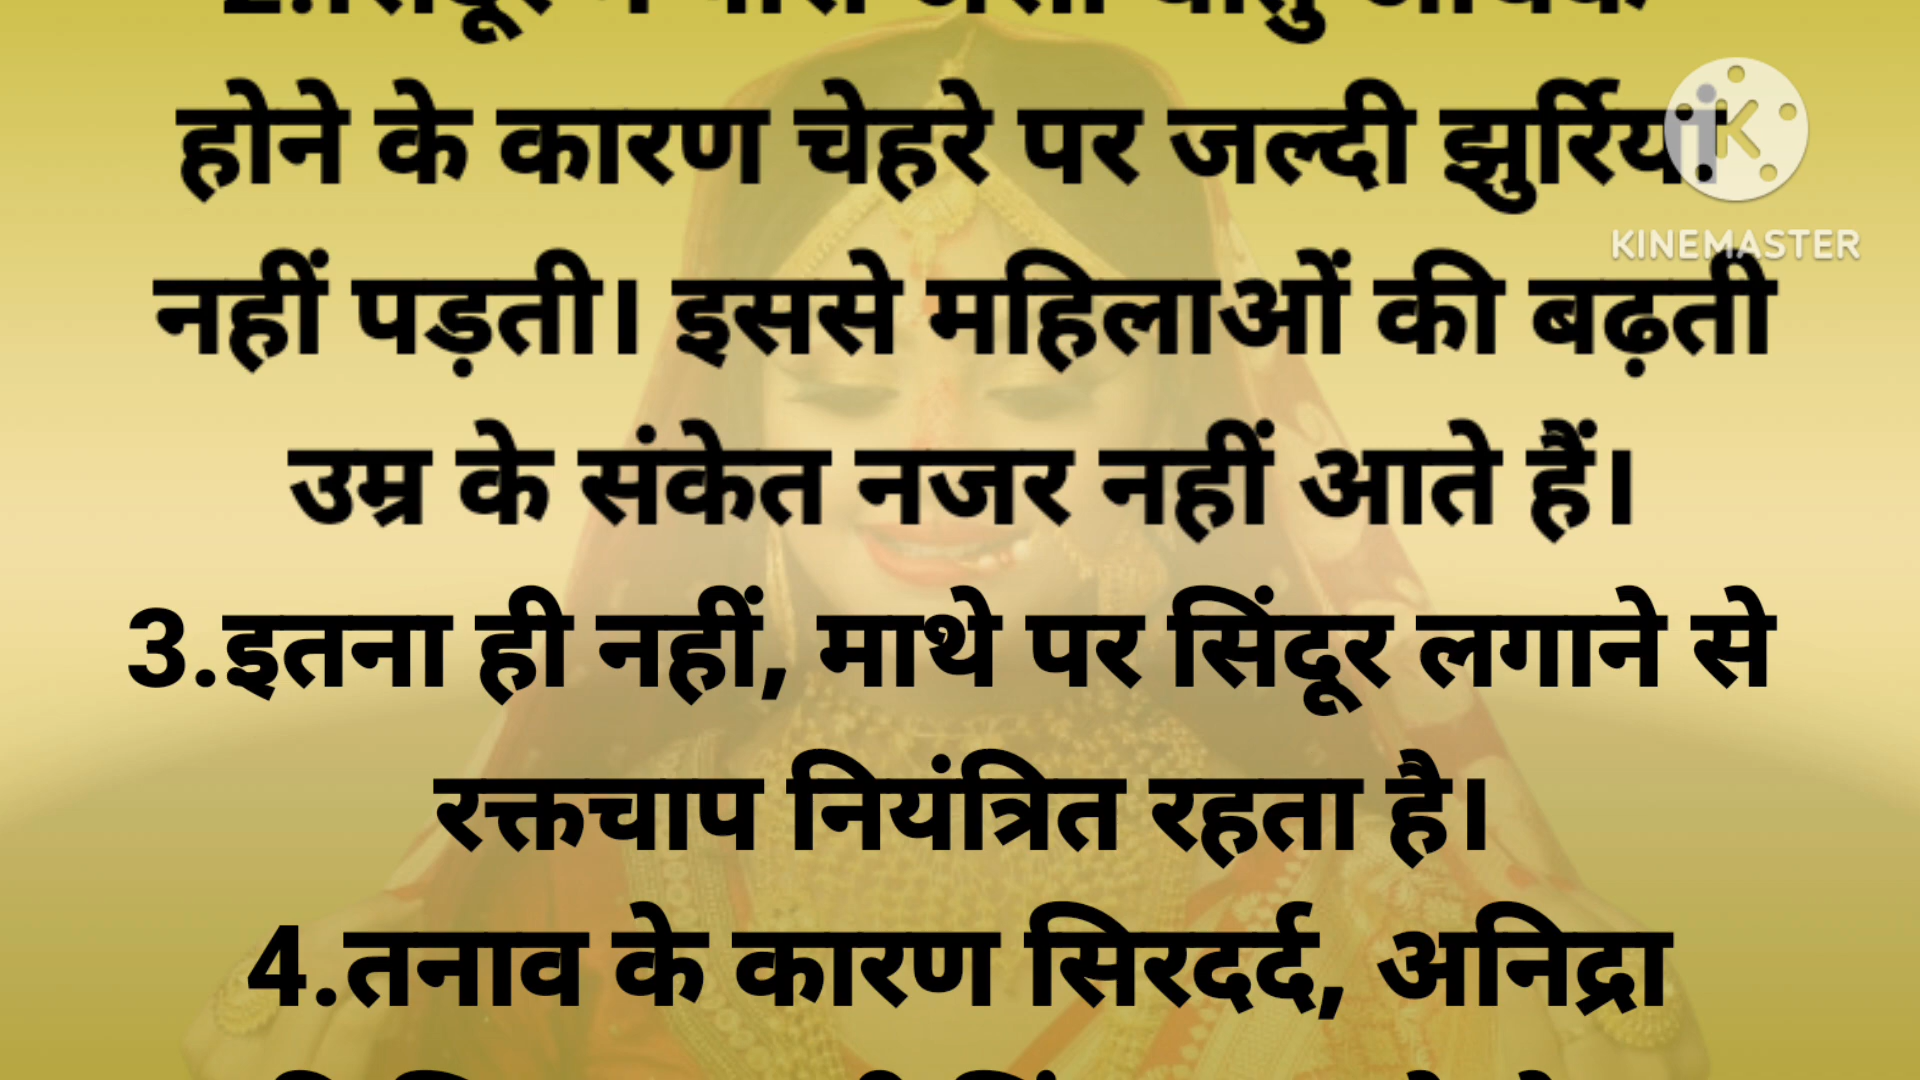 होने के कारण चेहरे पर जल्दी झुर्रियां
नहीं पड़ती। इससे महिलाओं की बढ़ती
उम्र के संकेत नजर नहीं आते हैं।
3.इतना ही नहीं, माथे पर सिंदूर लगाने से
रक्तचाप नियंत्रित रहता है।
4.तनाव के कारण सिरदर्द, अनिद्रा
KINEMASTER